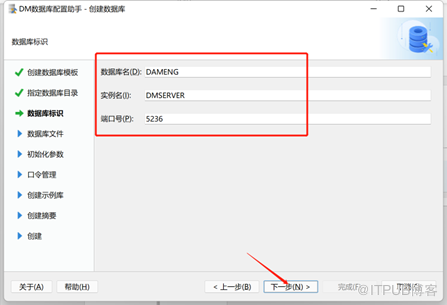 DM数据库配置助手 - 创建数据库
数据库标识
创建数据库模板
指定数据库目录
数据库标识
数据库文件
初始化参数
口令管理
创建示例库
创建摘要
创建
数据库名(D): DAMENG
实例名(I): DMSERVER
端口号(P): 5236
关于(A)
帮助(H)
< 上一步(B)
下一步(N) >
完成(F)
取消(C)
@ITPUB博客